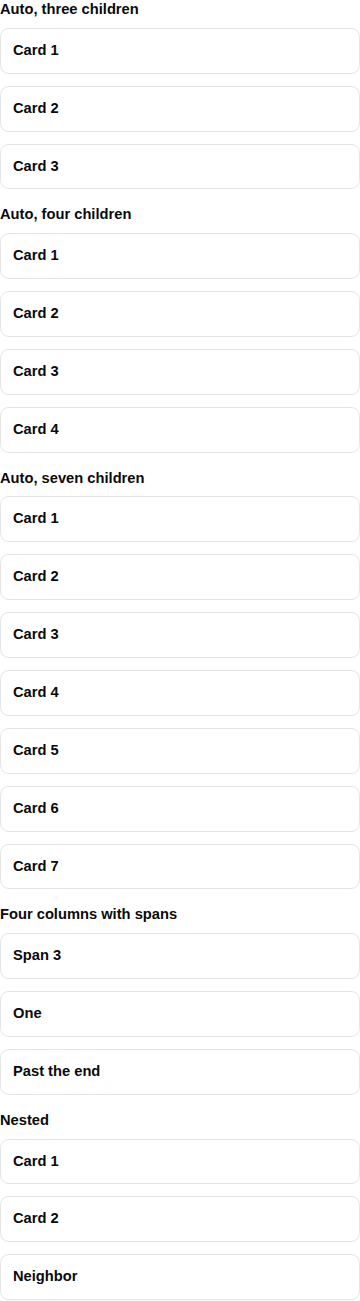 Auto, three children
Card 1
Card 2
Card 3
Auto, four children
Card 1
Card 2
Card 3
Card 4
Auto, seven children
Card 1
Card 2
Card 3
Card 4
Card 5
Card 6
Card 7
Four columns with spans
Span 3
One
Past the end
Nested
Card 1
Card 2
Neighbor